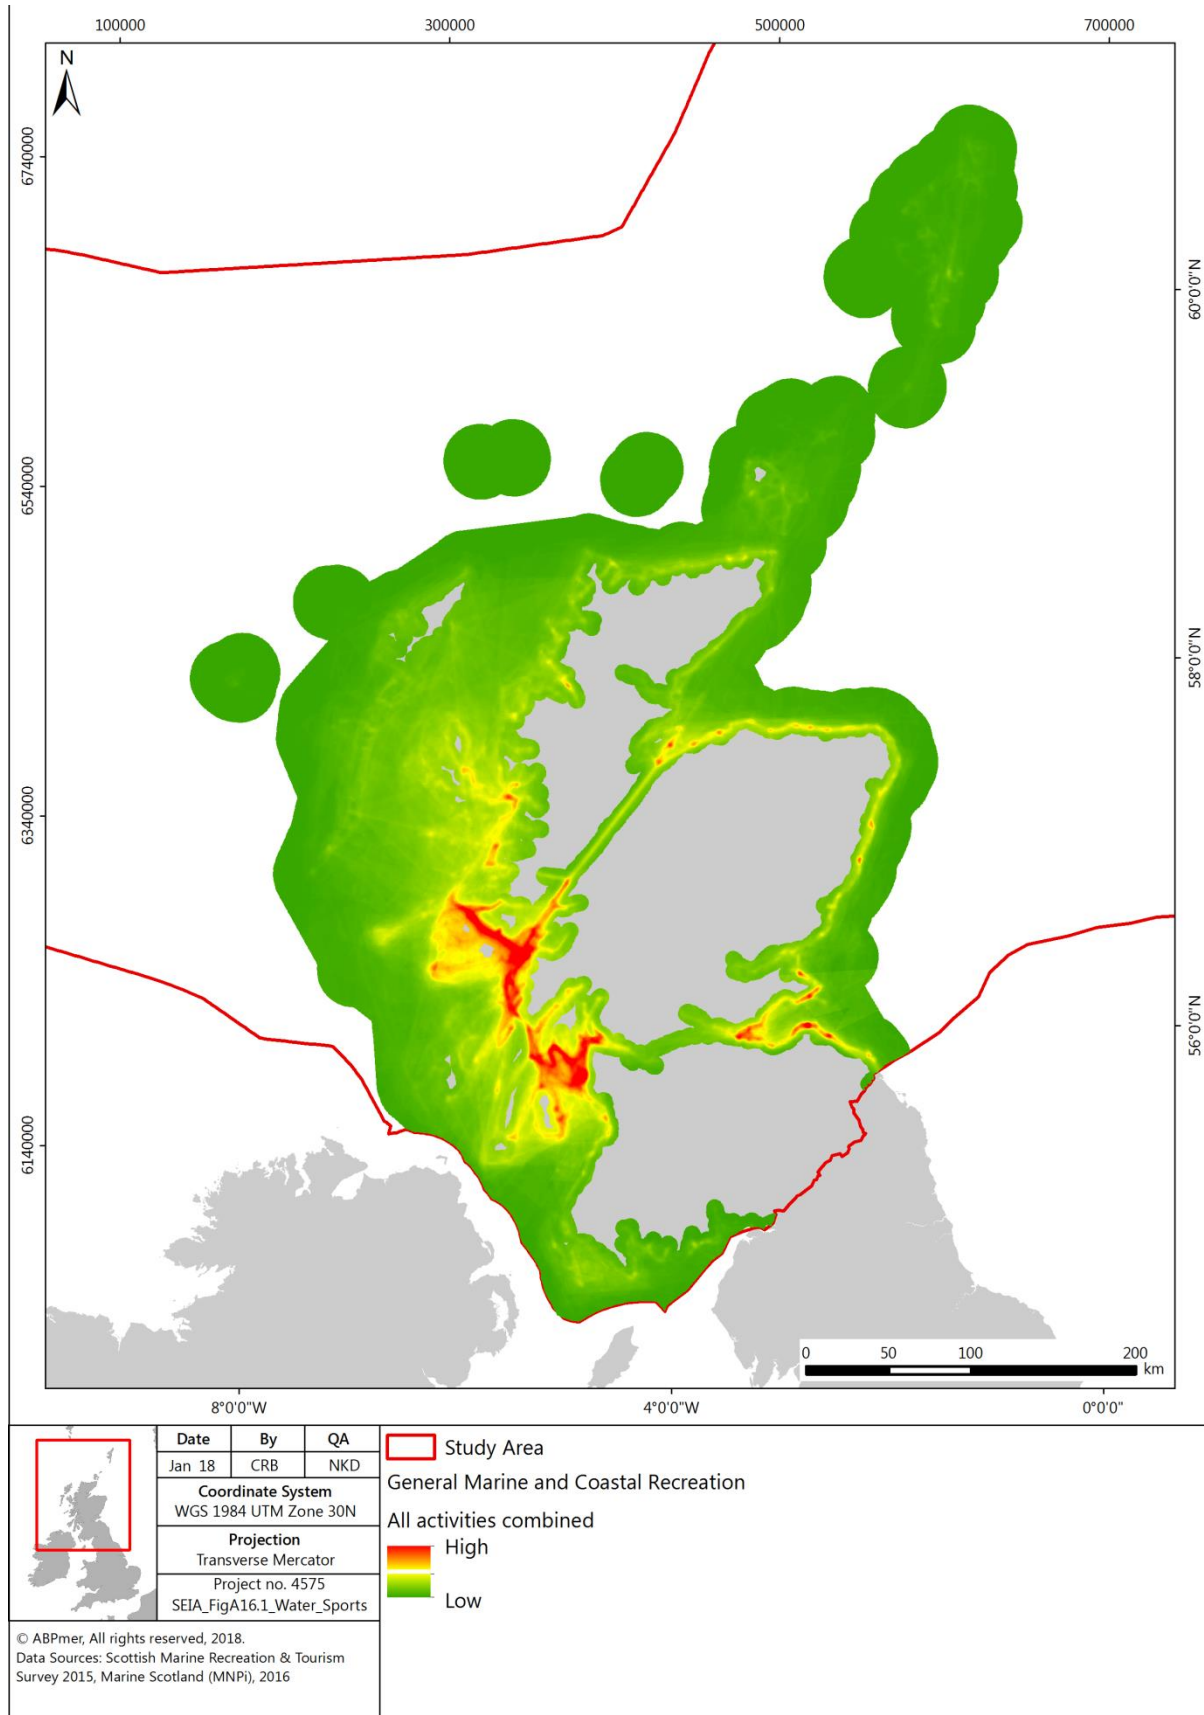 100000 300000 500000 700000
N
6740000
6540000
6340000
6140000
60°0'0"N
58°0'0"N
56°0'0"N
0 50 100 200
km
8°0'0"W 4°0'0"W 0°0'0"
Date By QA
Jan 18 CRB NKD
Coordinate System
WGS 1984 UTM Zone 30N
Projection
Transverse Mercator
Project no. 4575
SEIA_FigA16.1_Water_Sports
© ABPmer, All rights reserved, 2018.
Data Sources: Scottish Marine Recreation & Tourism
Survey 2015, Marine Scotland (MNPi), 2016
Study Area
General Marine and Coastal Recreation
All activities combined
High
Low